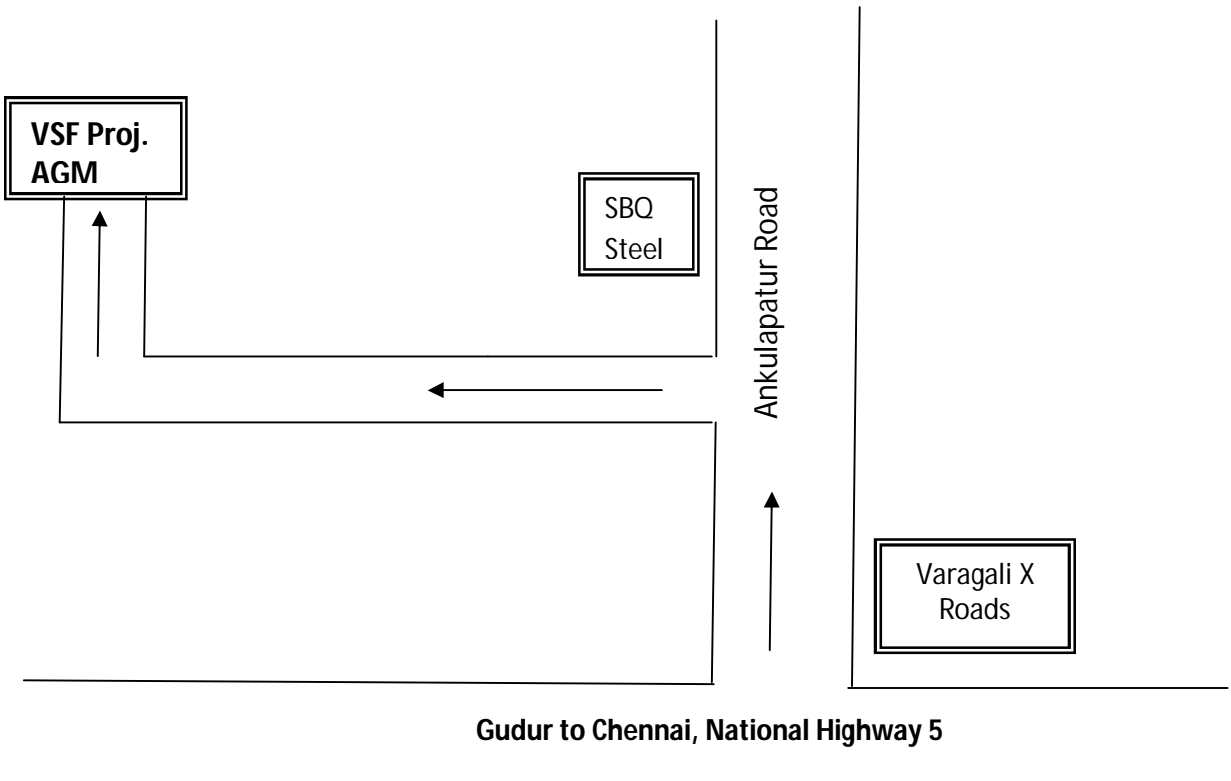 VSF Proj.
AGM
SBQ
Steel
Ankulapatur Road
Varagali X
Roads
Gudur to Chennai, National Highway 5